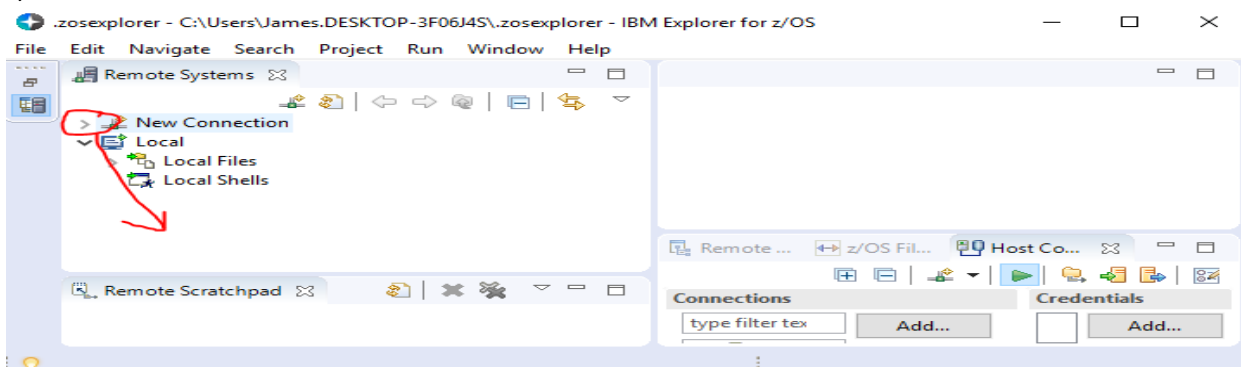 .zosexplorer - C:\Users\James.DESKTOP-3F06J4S\.zosexplorer - IBM Explorer for z/OS
File Edit Navigate Search Project Run Window Help
Remote Systems
New Connection
Local
Local Files
Local Shells
Remote ... z/OS Fil... Host Co...
Remote Scratchpad
Connections Credentials
type filter tex Add... Add...